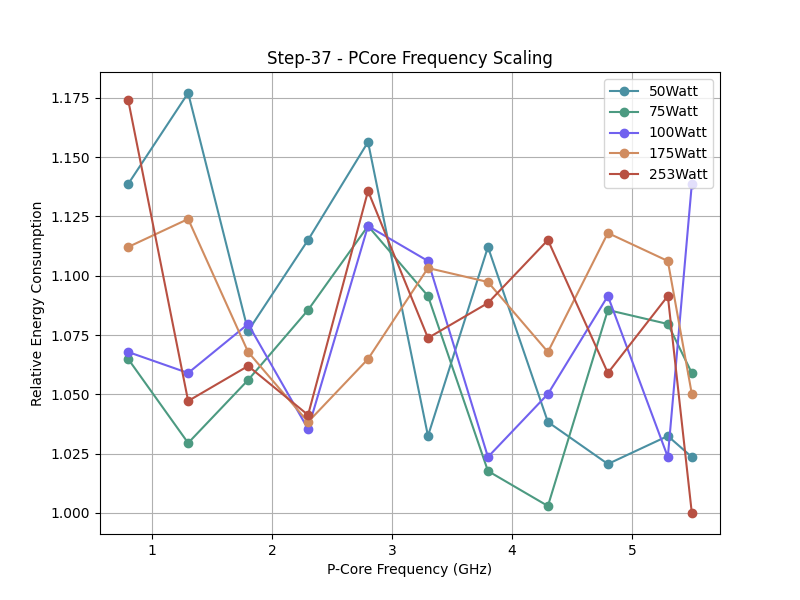 Step-37 - PCore Frequency Scaling
50Watt
75Watt
100Watt
175Watt
253Watt
1.175
1.150
1.125
1.100
1.075
1.050
1.025
1.000
Relative Energy Consumption
1 2 3 4 5
P-Core Frequency (GHz)